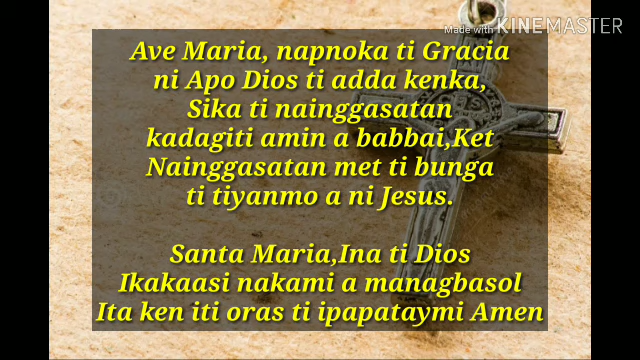 Made with KINEMASTER
Ave Maria, napnoka ti Gracia
ni Apo Dios ti adda kenka,
Sika ti nainggasatan
kadagiti amin a babbai,Ket
Nainggasatan met ti bunga
ti tiyanmo a ni Jesus.
Santa Maria,Ina ti Dios
Ikakaasi nakami a managbasol
Ita ken iti oras ti ipapataymi Amen